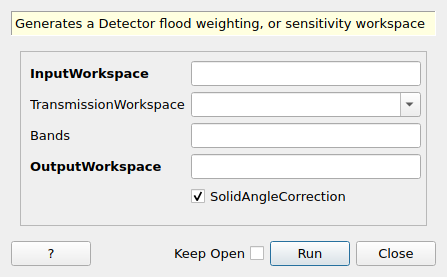 Generates a Detector flood weighting, or sensitivity workspace
InputWorkspace
TransmissionWorkspace
Bands
OutputWorkspace
SolidAngleCorrection
? Keep Open Run Close